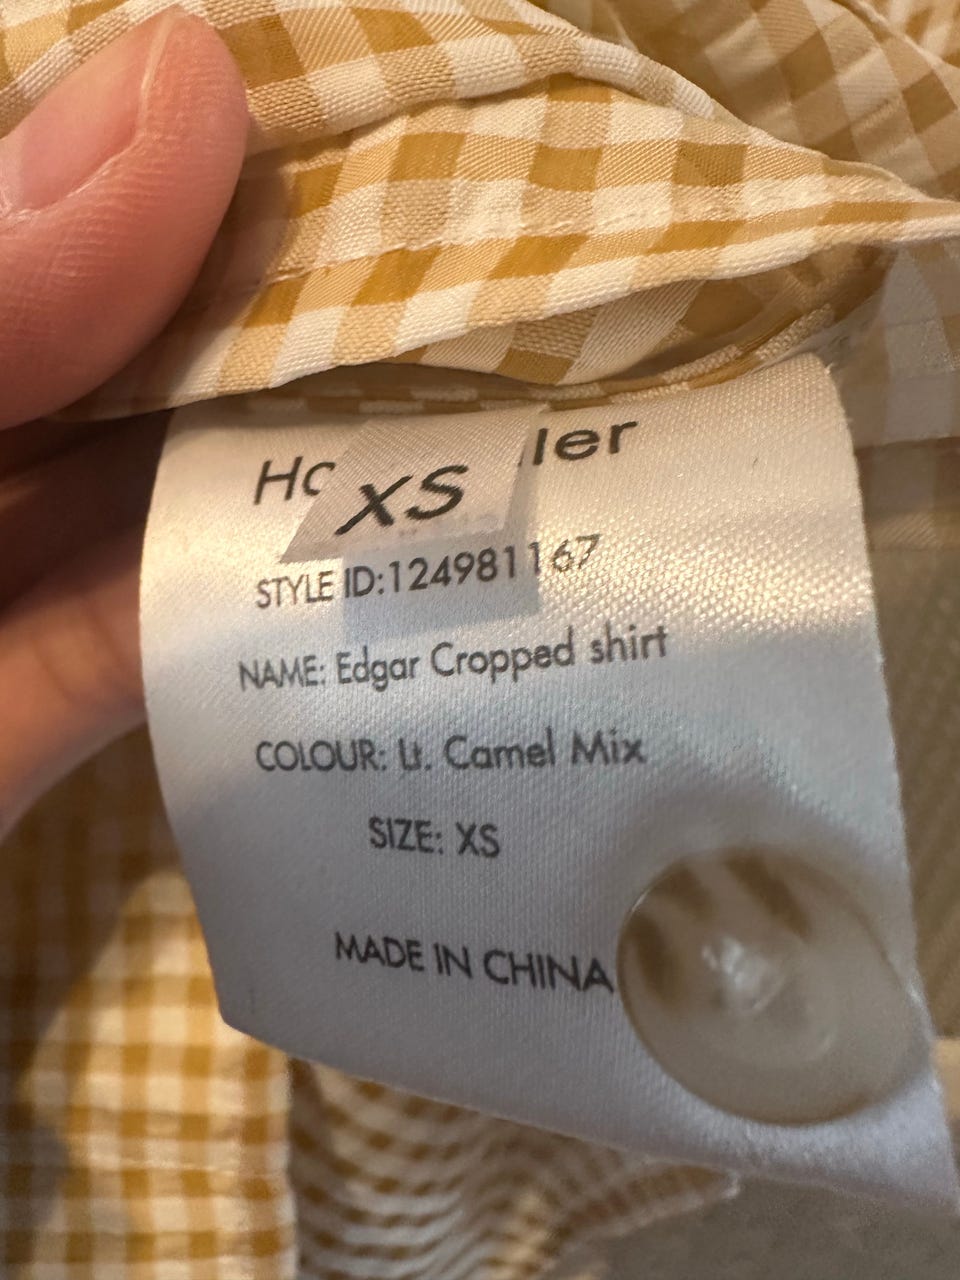 XS
STYLE ID:124981167
NAME: Edgar Cropped shirt
COLOUR: Lt. Camel Mix
SIZE: XS
MADE IN CHINA